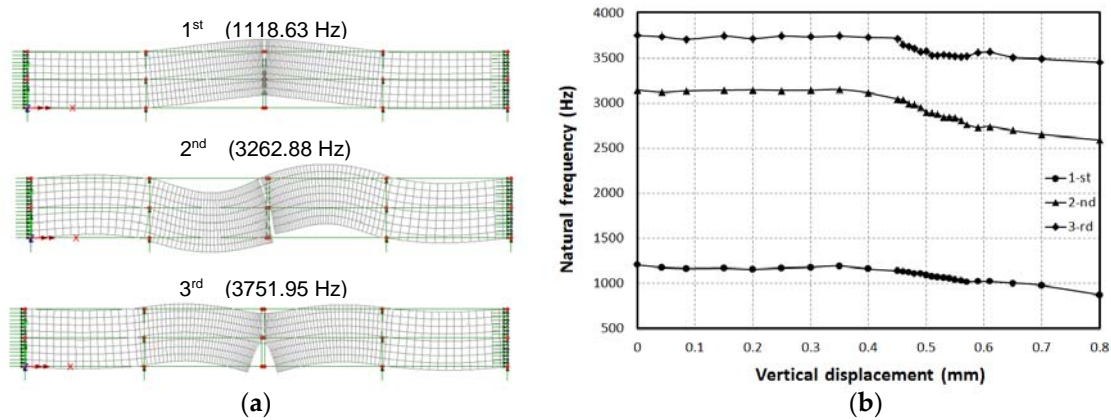 1st (1118.63 Hz)
X
2nd (3262.88 Hz)
X
3rd (3751.95 Hz)
X
(a)
Natural frequency (Hz)
4000
3500
3000
2500
2000
1500
1000
500
1-st
2-nd
3-rd
0 0.1 0.2 0.3 0.4 0.5 0.6 0.7 0.8
Vertical displacement (mm)
(b)